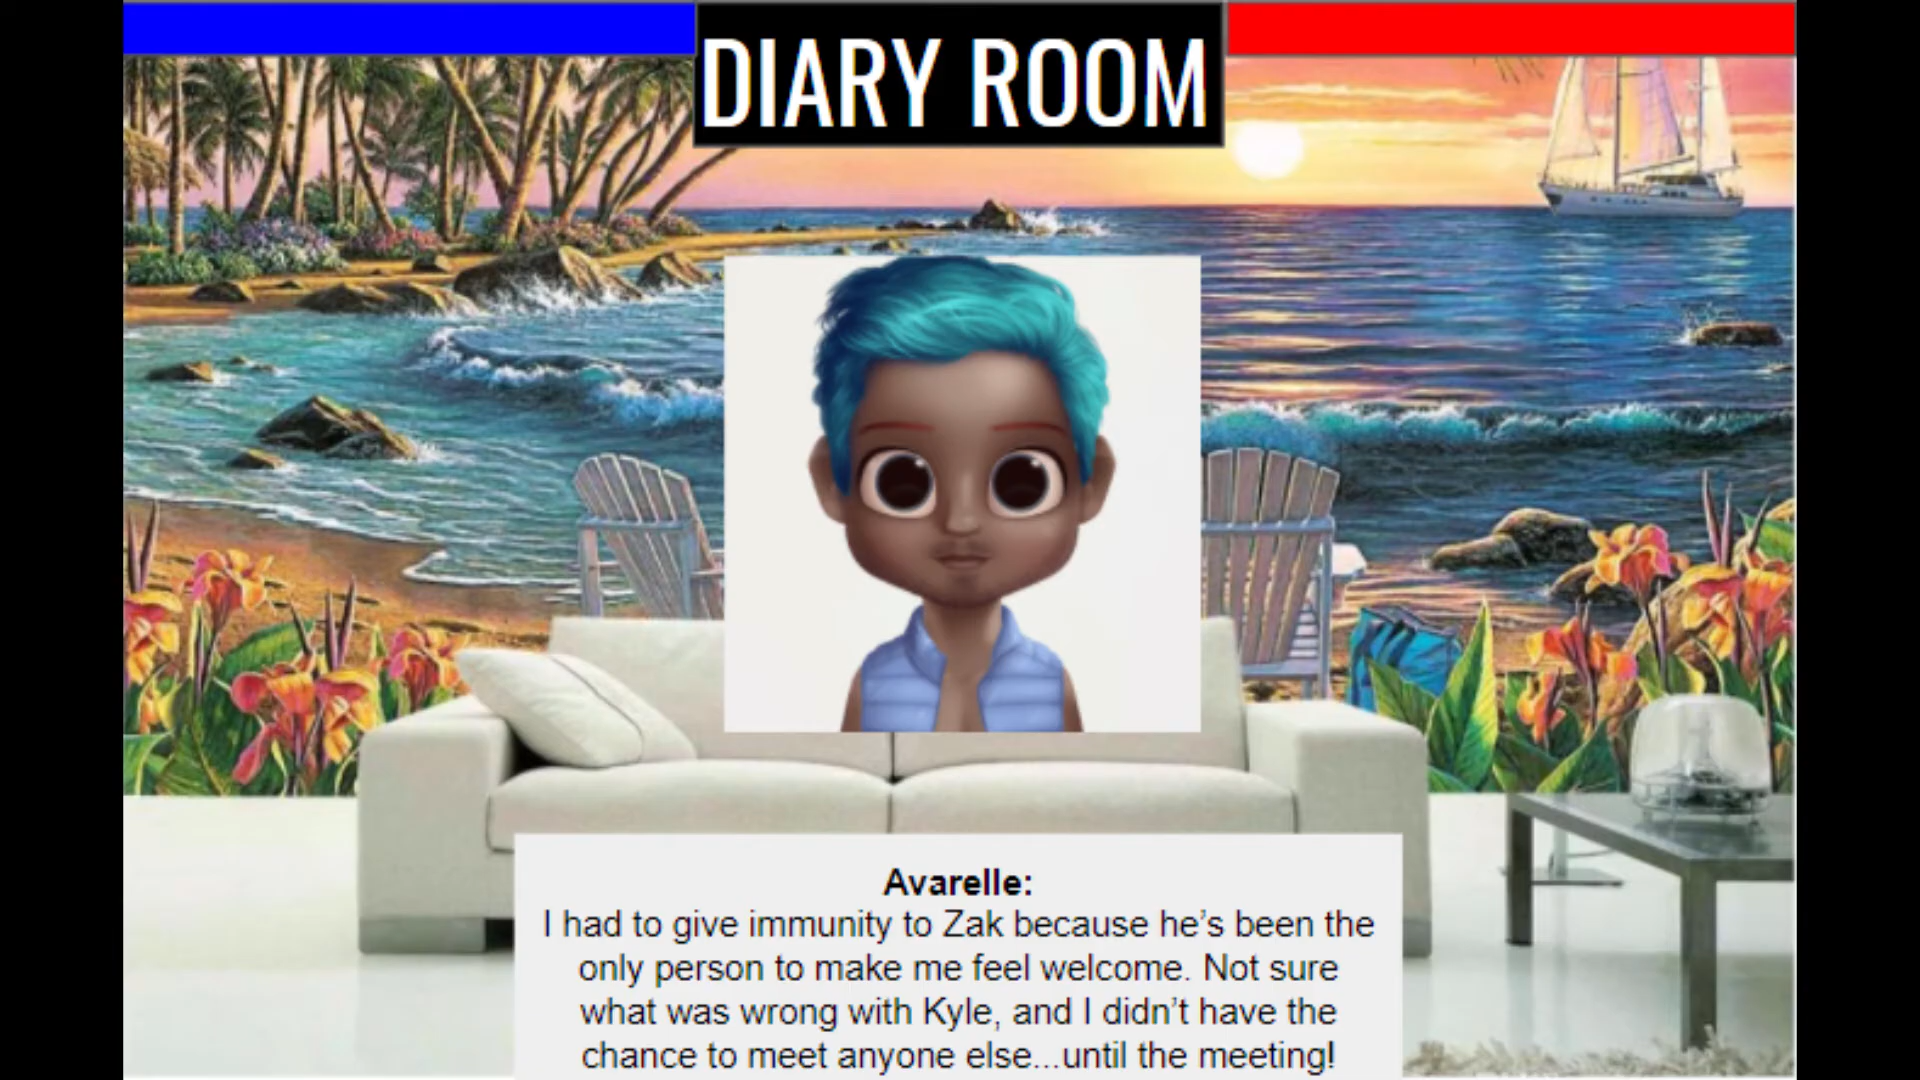 DIARY ROOM
Avarelle:
I had to give immunity to Zak because he’s been the
only person to make me feel welcome. Not sure
what was wrong with Kyle, and I didn’t have the
chance to meet anyone else...until the meeting!